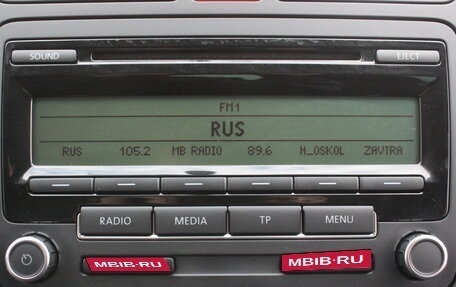 SOUND EJECT
FM1
RUS
RUS 105.2 MB RADIO 89.6 N_OSKOL ZAVTRA
RADIO MEDIA TP MENU
MBIB.RU MBIB.RU